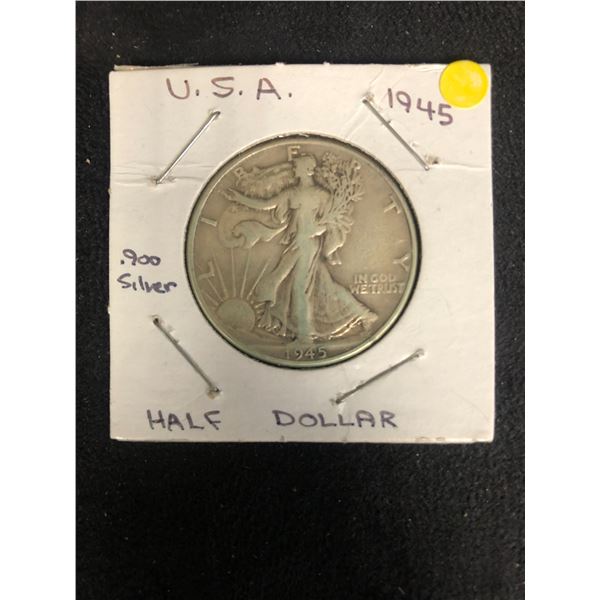 U.S.A.
1945
LIBERTY
.900
Silver
IN GOD
WE TRUST
1945
HALF DOLLAR